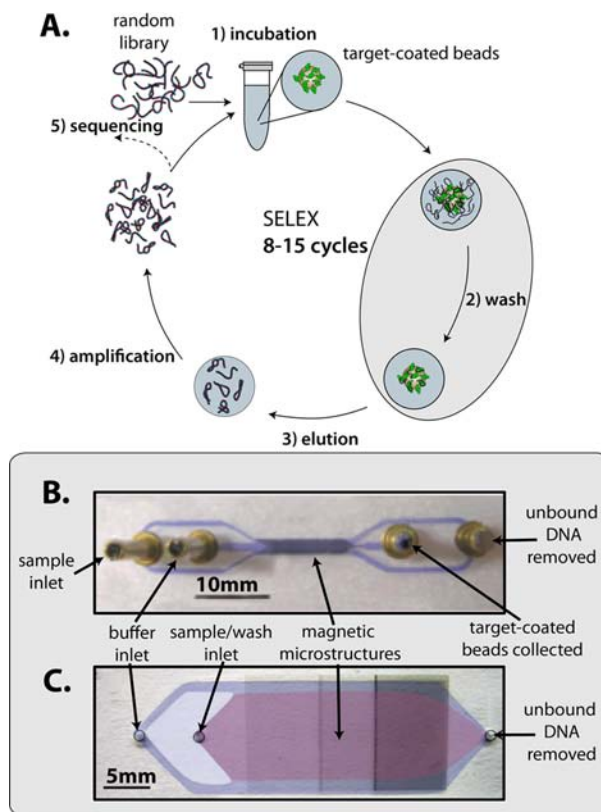 A.
random
library
1) incubation
target-coated beads
5) sequencing
SELEX
8-15 cycles
2) wash
4) amplification
3) elution
B.
unbound
DNA
removed
sample
inlet
10mm
buffer
inlet
sample/wash
inlet
magnetic
microstructures
target-coated
beads collected
C.
unbound
DNA
removed
5mm